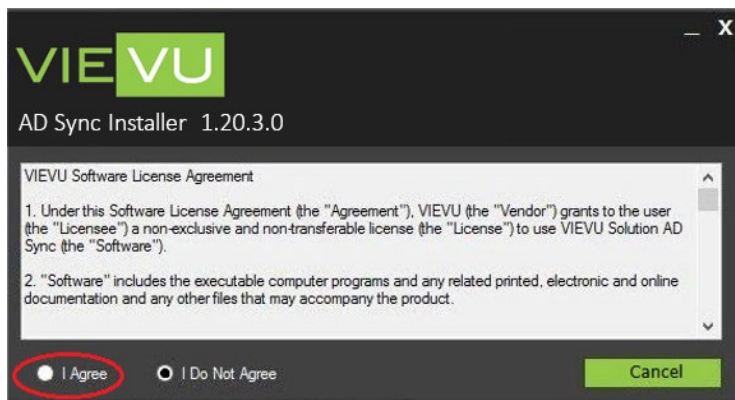 _ X
VIEVU
AD Sync Installer 1.20.3.0
VIEVU Software License Agreement
1. Under this Software License Agreement (the "Agreement"), VIEVU (the "Vendor") grants to the user
(the "Licensee") a non-exclusive and non-transferable license (the "License") to use VIEVU Solution AD
Sync (the "Software").
2. "Software" includes the executable computer programs and any related printed, electronic and online
documentation and any other files that may accompany the product.
I Agree I Do Not Agree Cancel